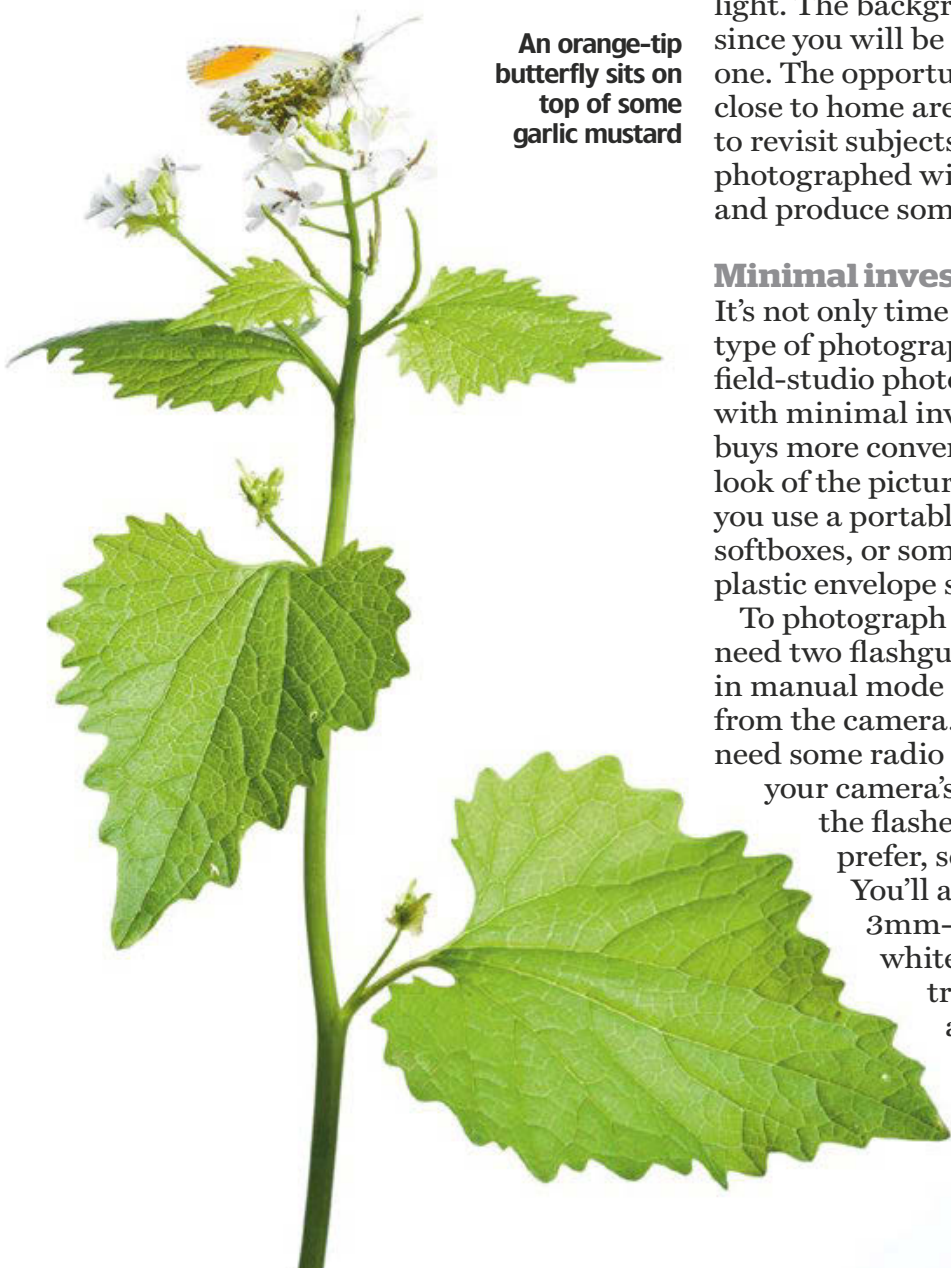 An orange-tip
butterfly sits on
top of some
garlic mustard
light. The backgr
since you will be
one. The opportu
close to home are
to revisit subjects
photographed wi
and produce som
Minimal inves
It's not only time
type of photograp
field-studio photo
with minimal inv
buys more conver
look of the pictur
you use a portabl
softboxes, or som
plastic envelope s
To photograph
need two flashgu
in manual mode
from the camera.
need some radio
your camera's
the flashe
prefer, so
You'll a
3mm-
white
tr
a